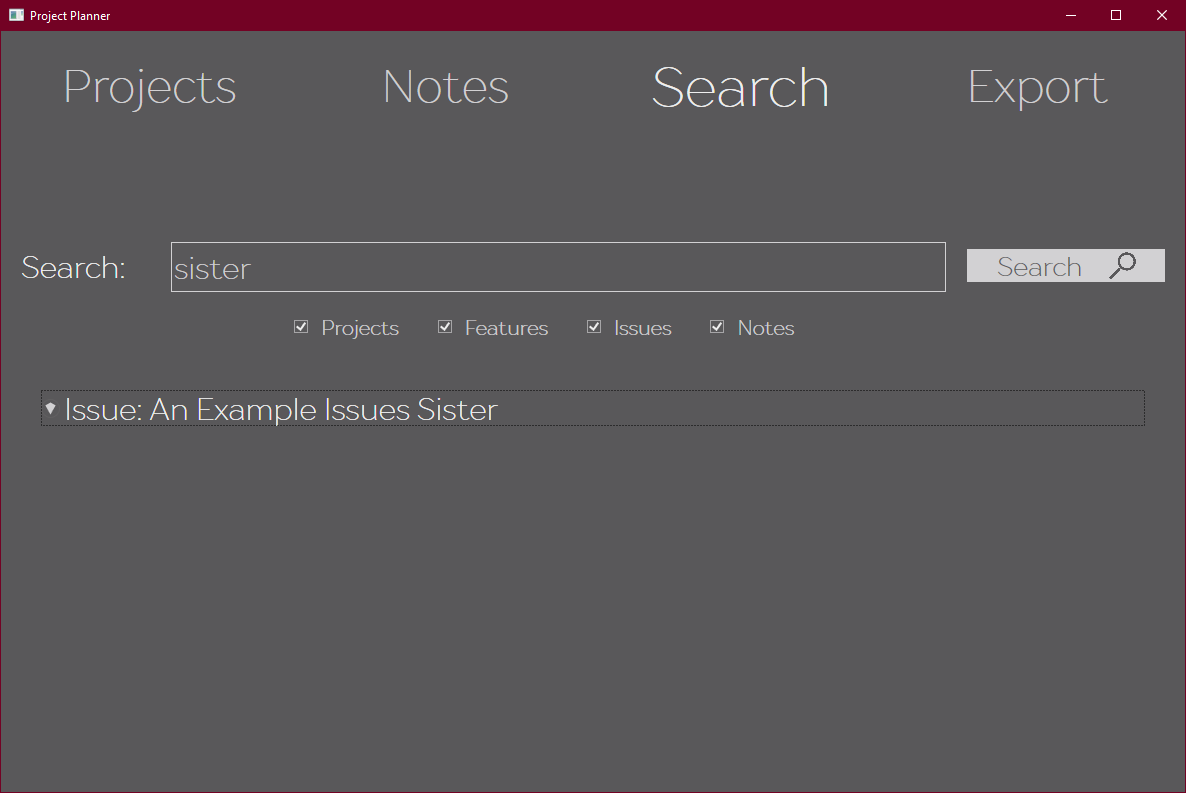 Project Planner
Projects Notes Search Export
Search: sister Search
Projects Features Issues Notes
Issue: An Example Issues Sister